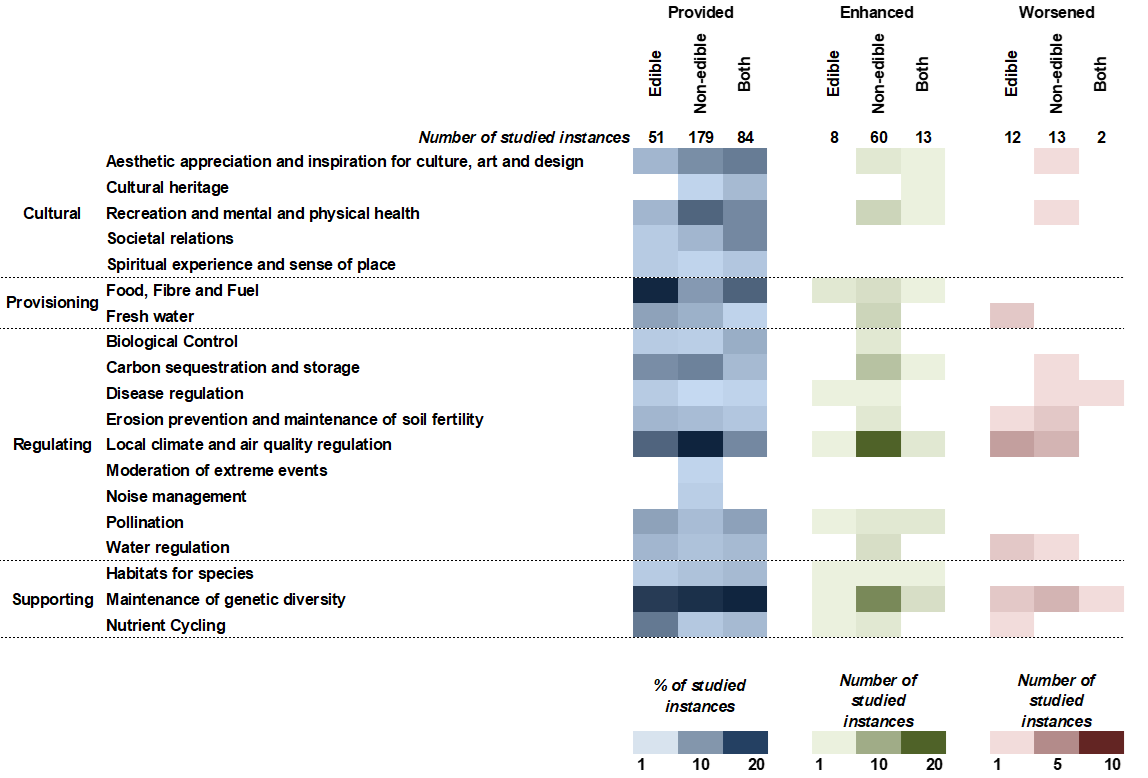 Provided Enhanced Worsened
Edible Non-edible Both Edible Non-edible Both Edible Non-edible Both
Number of studied instances 51 179 84 8 60 13 12 13 2
Cultural
Aesthetic appreciation and inspiration for culture, art and design
Cultural heritage
Recreation and mental and physical health
Societal relations
Spiritual experience and sense of place
Provisioning
Food, Fibre and Fuel
Fresh water
Regulating
Biological Control
Carbon sequestration and storage
Disease regulation
Erosion prevention and maintenance of soil fertility
Local climate and air quality regulation
Moderation of extreme events
Noise management
Pollination
Water regulation
Supporting
Habitats for species
Maintenance of genetic diversity
Nutrient Cycling
% of studied
instances
1 10 20
Number of
studied
instances
1 10 20
Number of
studied
instances
1 5 10